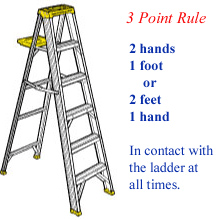 3 Point Rule
2 hands
1 foot
or
2 feet
1 hand
In contact with
the ladder at
all times.